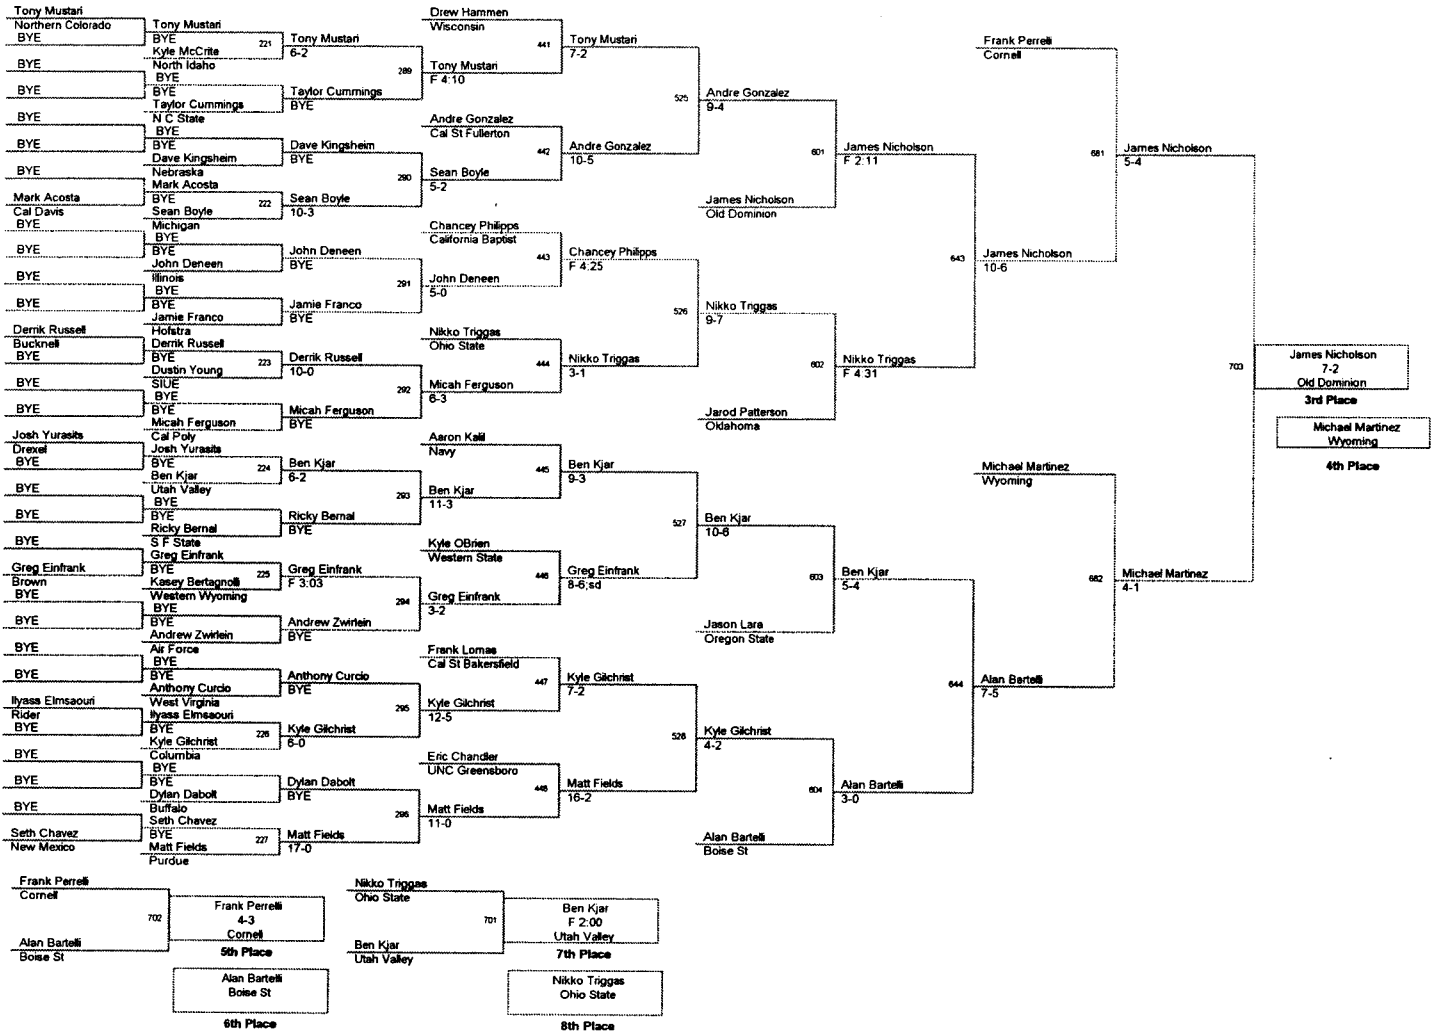 Tony Mustari
Northern Colorado
BYE
BYE
BYE
BYE
BYE
BYE
BYE
Mark Acosta
Cal Davis
BYE
BYE
BYE
BYE
Derrik Russell
Bucknell
BYE
BYE
BYE
Josh Yurasits
Drexel
BYE
BYE
BYE
BYE
Greg Einfrank
Brown
BYE
BYE
BYE
BYE
Ilyass Elmsaouri
Rider
BYE
BYE
BYE
BYE
Seth Chavez
New Mexico
Tony Mustari
BYE
221
Kyle McCrite
North Idaho
BYE
BYE
Taylor Cummings
N C State
BYE
BYE
Dave Kingsheim
Nebraska
Mark Acosta
BYE
222
Sean Boyle
Michigan
BYE
BYE
John Deneen
Illinois
BYE
BYE
Jamie Franco
Hofstra
Derrik Russell
BYE
223
Dustin Young
SIUE
BYE
BYE
Micah Ferguson
Cal Poly
Josh Yurasits
BYE
224
Ben Kjar
Utah Valley
BYE
BYE
Ricky Bernal
S F State
Greg Einfrank
BYE
225
Kasey Bertagnolli
Western Wyoming
BYE
BYE
Andrew Zwirlein
Air Force
BYE
BYE
Anthony Curcio
West Virginia
Ilyass Elmsaouri
BYE
226
Kyle Gilchrist
Columbia
BYE
BYE
Dylan Dabolt
Buffalo
Seth Chavez
BYE
227
Matt Fields
Purdue
Tony Mustari
6-2
289
Taylor Cummings
BYE
Dave Kingsheim
BYE
290
Sean Boyle
10-3
John Deneen
BYE
291
Jamie Franco
BYE
Derrik Russell
10-0
292
Micah Ferguson
BYE
Ben Kjar
6-2
293
Ricky Bernal
BYE
Greg Einfrank
F 3:03
294
Andrew Zwirlein
BYE
Anthony Curcio
BYE
295
Kyle Gilchrist
6-0
Dylan Dabolt
BYE
296
Matt Fields
17-0
Drew Hammen
Wisconsin
441
Tony Mustari
F 4:10
Andre Gonzalez
Cal St Fullerton
442
Sean Boyle
5-2
Chancey Philipps
California Baptist
443
John Deneen
5-0
Nikko Triggas
Ohio State
444
Micah Ferguson
6-3
Aaron Kalil
Navy
445
Ben Kjar
11-3
Kyle OBrien
Western State
446
Greg Einfrank
3-2
Frank Lomas
Cal St Bakersfield
447
Kyle Gilchrist
12-5
Eric Chandler
UNC Greensboro
448
Matt Fields
11-0
Tony Mustari
7-2
525
Andre Gonzalez
10-5
Chancey Philipps
F 4:25
526
Nikko Triggas
3-1
Ben Kjar
9-3
527
Greg Einfrank
8-6;sd
Kyle Gilchrist
7-2
528
Matt Fields
16-2
Andre Gonzalez
9-4
601
James Nicholson
Old Dominion
Nikko Triggas
9-7
602
Jarod Patterson
Oklahoma
Ben Kjar
10-6
603
Jason Lara
Oregon State
Kyle Gilchrist
4-2
604
Alan Bartelli
Boise St
James Nicholson
F 2:11
643
Nikko Triggas
F 4:31
Ben Kjar
5-4
644
Alan Bartelli
3-0
Frank Perrelli
Cornell
681
James Nicholson
10-6
Michael Martinez
Wyoming
682
Alan Bartelli
7-5
James Nicholson
5-4
703
Michael Martinez
4-1
James Nicholson
7-2
Old Dominion
3rd Place
Michael Martinez
Wyoming
4th Place
Frank Perrelli
Cornell
702
Alan Bartelli
Boise St
Frank Perrelli
4-3
Cornell
5th Place
Alan Bartelli
Boise St
6th Place
Nikko Triggas
Ohio State
701
Ben Kjar
Utah Valley
Ben Kjar
F 2:00
Utah Valley
7th Place
Nikko Triggas
Ohio State
8th Place